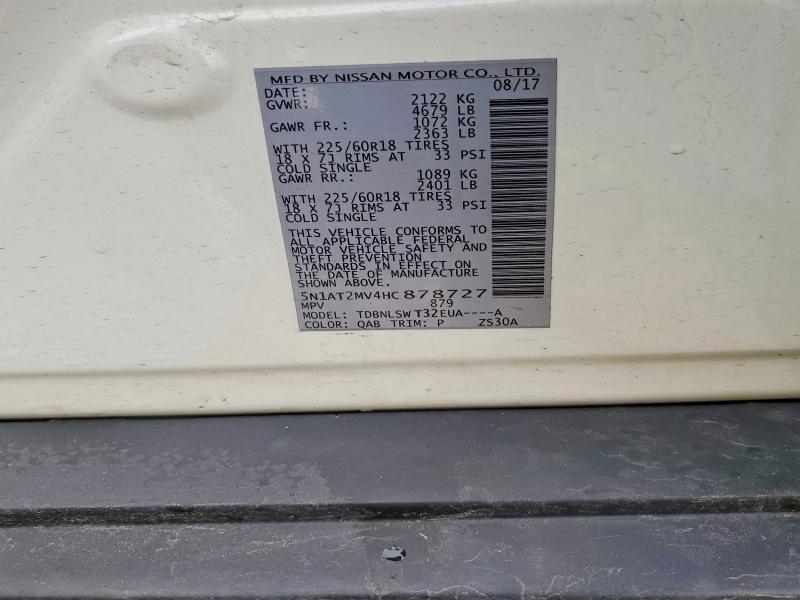 MFD BY NISSAN MOTOR CO., LTD.
DATE: 08/17
GVWR: 2122 KG
4679 LB
GAWR FR.: 1072 KG
2363 LB
WITH 225/60R18 TIRES
18 X 7J RIMS AT 33 PSI
COLD SINGLE
GAWR RR.: 1089 KG
2401 LB
WITH 225/60R18 TIRES
18 X 7J RIMS AT 33 PSI
COLD SINGLE
THIS VEHICLE CONFORMS TO
ALL APPLICABLE FEDERAL
MOTOR VEHICLE SAFETY AND
THEFT PREVENTION
STANDARDS IN EFFECT ON
THE DATE OF MANUFACTURE
SHOWN ABOVE.
5N1AT2MV4HC878727
MPV 879
MODEL: TDBNLSWT32EUA----A
COLOR: QAB TRIM: P ZS30A